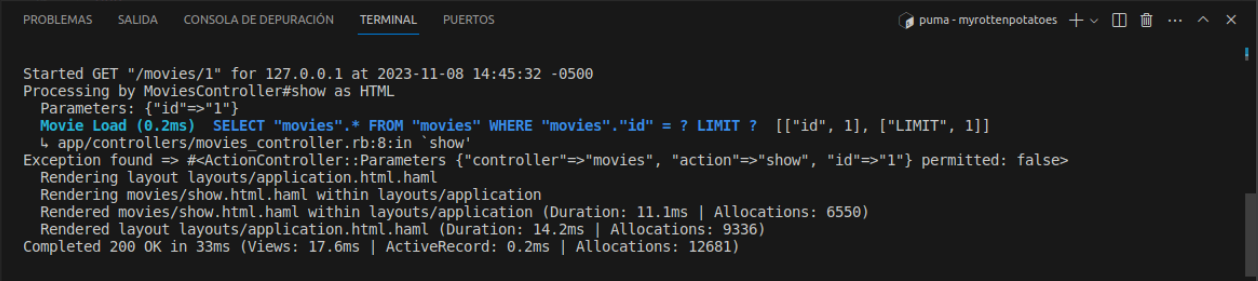 PROBLEMAS SALIDA CONSOLA DE DEPURACIÓN TERMINAL PUERTOS puma - myrottenpotatoes
Started GET "/movies/1" for 127.0.0.1 at 2023-11-08 14:45:32 -0500
Processing by MoviesController#show as HTML
  Parameters: {"id"=>"1"}
  Movie Load (0.2ms)  SELECT "movies".* FROM "movies" WHERE "movies"."id" = ? LIMIT ?  [["id", 1], ["LIMIT", 1]]
  ↳ app/controllers/movies_controller.rb:8:in `show'
Exception found => #<ActionController::Parameters {"controller"=>"movies", "action"=>"show", "id"=>"1"} permitted: false>
  Rendering layout layouts/application.html.haml
  Rendering movies/show.html.haml within layouts/application
  Rendered movies/show.html.haml within layouts/application (Duration: 11.1ms | Allocations: 6550)
  Rendered layout layouts/application.html.haml (Duration: 14.2ms | Allocations: 9336)
Completed 200 OK in 33ms (Views: 17.6ms | ActiveRecord: 0.2ms | Allocations: 12681)